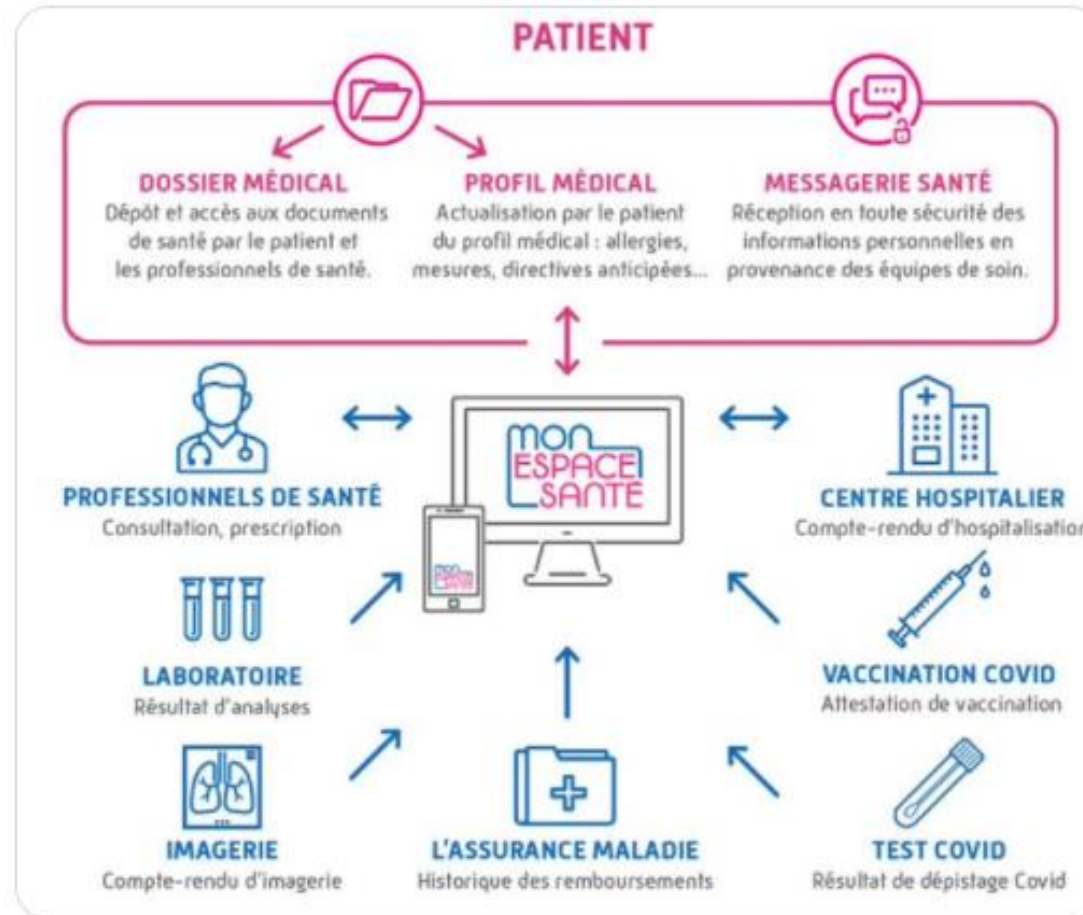 PATIENT
DOSSIER MÉDICAL
Dépôt et accès aux documents
de santé par le patient et
les professionnels de santé.
PROFIL MÉDICAL
Actualisation par le patient
du profil médical : allergies,
mesures, directives anticipées...
MESSAGERIE SANTÉ
Réception en toute sécurité des
informations personnelles en
provenance des équipes de soin.
PROFESSIONNELS DE SANTÉ
Consultation, prescription
MON
ESPACE
SANTÉ
MON
ESPACE
SANTÉ
CENTRE HOSPITALIER
Compte-rendu d'hospitalisation
LABORATOIRE
Résultat d'analyses
VACCINATION COVID
Attestation de vaccination
IMAGERIE
Compte-rendu d'imagerie
L'ASSURANCE MALADIE
Historique des remboursements
TEST COVID
Résultat de dépistage Covid